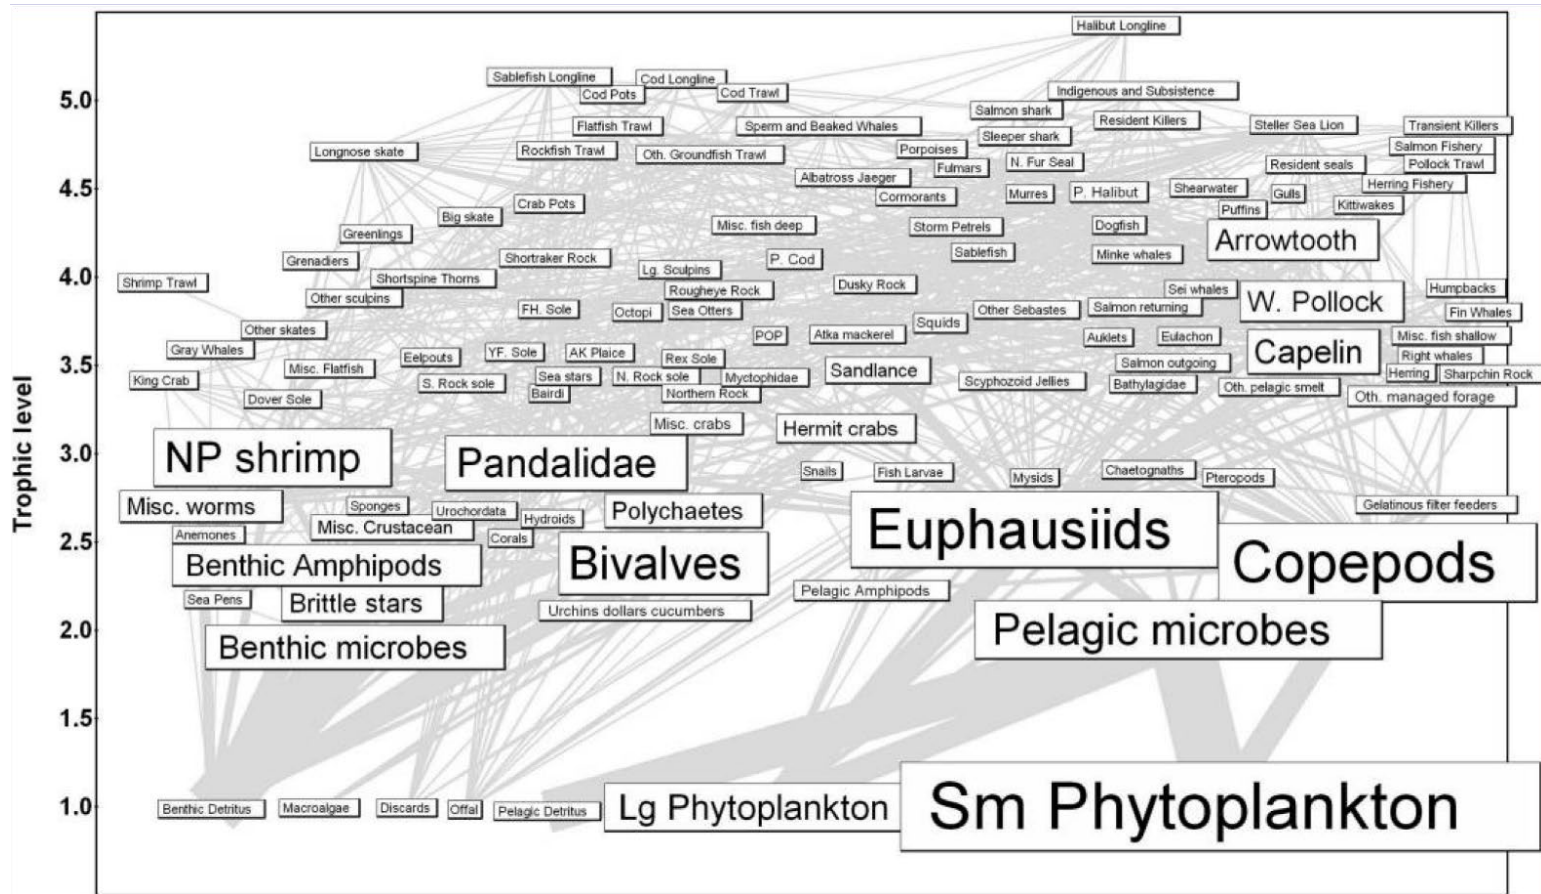 Halibut Longline
Sablefish Longline
Cod Longline
Cod Pots
Cod Trawl
Indigenous and Subsistence
5.0
Salmon shark
Resident Killers
Flatfish Trawl
Sperm and Beaked Whales
Steller Sea Lion
Transient Killers
Sleeper shark
Longnose skate
Rockfish Trawl
Oth. Groundfish Trawl
Porpoises
Salmon Fishery
N. Fur Seal
Fulmars
Resident seals
Pollock Trawl
Albatross Jaeger
Herring Fishery
4.5
Cormorants
Murres
P. Halibut
Shearwater
Gulls
Crab Pots
Puffins
Kittiwakes
Big skate
Misc. fish deep
Storm Petrels
Dogfish
Greenlings
Arrowtooth
Grenadiers
Shortraker Rock
P. Cod
Sablefish
Minke whales
4.0
Shrimp Trawl
Shortspine Thorns
Lg. Sculpins
Dusky Rock
Other sculpins
Rougheye Rock
Sei whales
W. Pollock
Humpbacks
FH. Sole
Octopi
Sea Otters
Other Sebastes
Salmon returning
Fin Whales
Other skates
Squids
POP
Atka mackerel
Auklets
Eulachon
Misc. fish shallow
Gray Whales
Eelpouts
YF. Sole
AK Plaice
Rex Sole
Capelin
Right whales
3.5
Misc. Flatfish
Sandlance
Salmon outgoing
King Crab
S. Rock sole
Sea stars
N. Rock sole
Myctophidae
Scyphozoid Jellies
Bathylagidae
Oth. pelagic smelt
Herring
Sharpchin Rock
Dover Sole
Bairdi
Northern Rock
Oth. managed forage
Misc. crabs
Hermit crabs
3.0
NP shrimp
Pandalidae
Snails
Fish Larvae
Mysids
Chaetognaths
Pteropods
Trophic level
Misc. worms
Sponges
Urochordata
Polychaetes
Gelatinous filter feeders
Anemones
Misc. Crustacean
Hydroids
Corals
Euphausiids
2.5
Benthic Amphipods
Bivalves
Copepods
Sea Pens
Brittle stars
Urchins dollars cucumbers
Pelagic Amphipods
2.0
Benthic microbes
Pelagic microbes
1.5
1.0
Benthic Detritus
Macroalgae
Discards
Offal
Pelagic Detritus
Lg Phytoplankton
Sm Phytoplankton